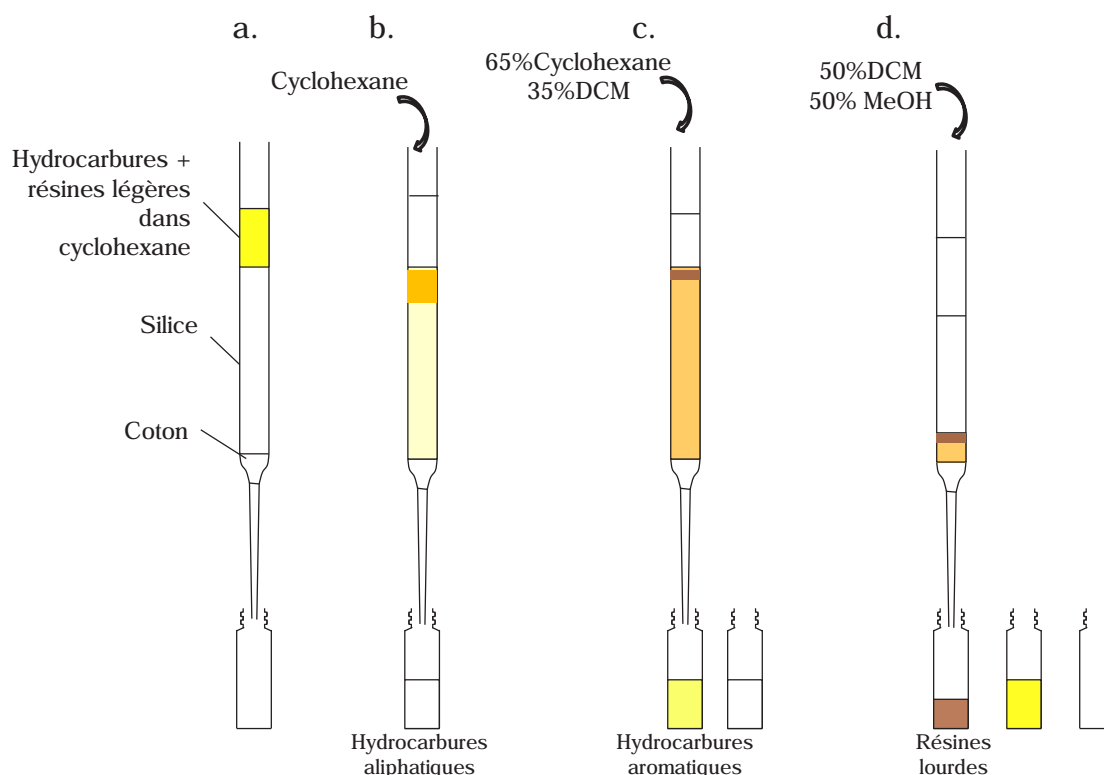 a.
b.
c.
d.
Cyclohexane
65%Cyclohexane
35%DCM
50%DCM
50% MeOH
Hydrocarbures +
résines légères
dans
cyclohexane
Silice
Coton
Hydrocarbures
aliphatiques
Hydrocarbures
aromatiques
Résines
lourdes